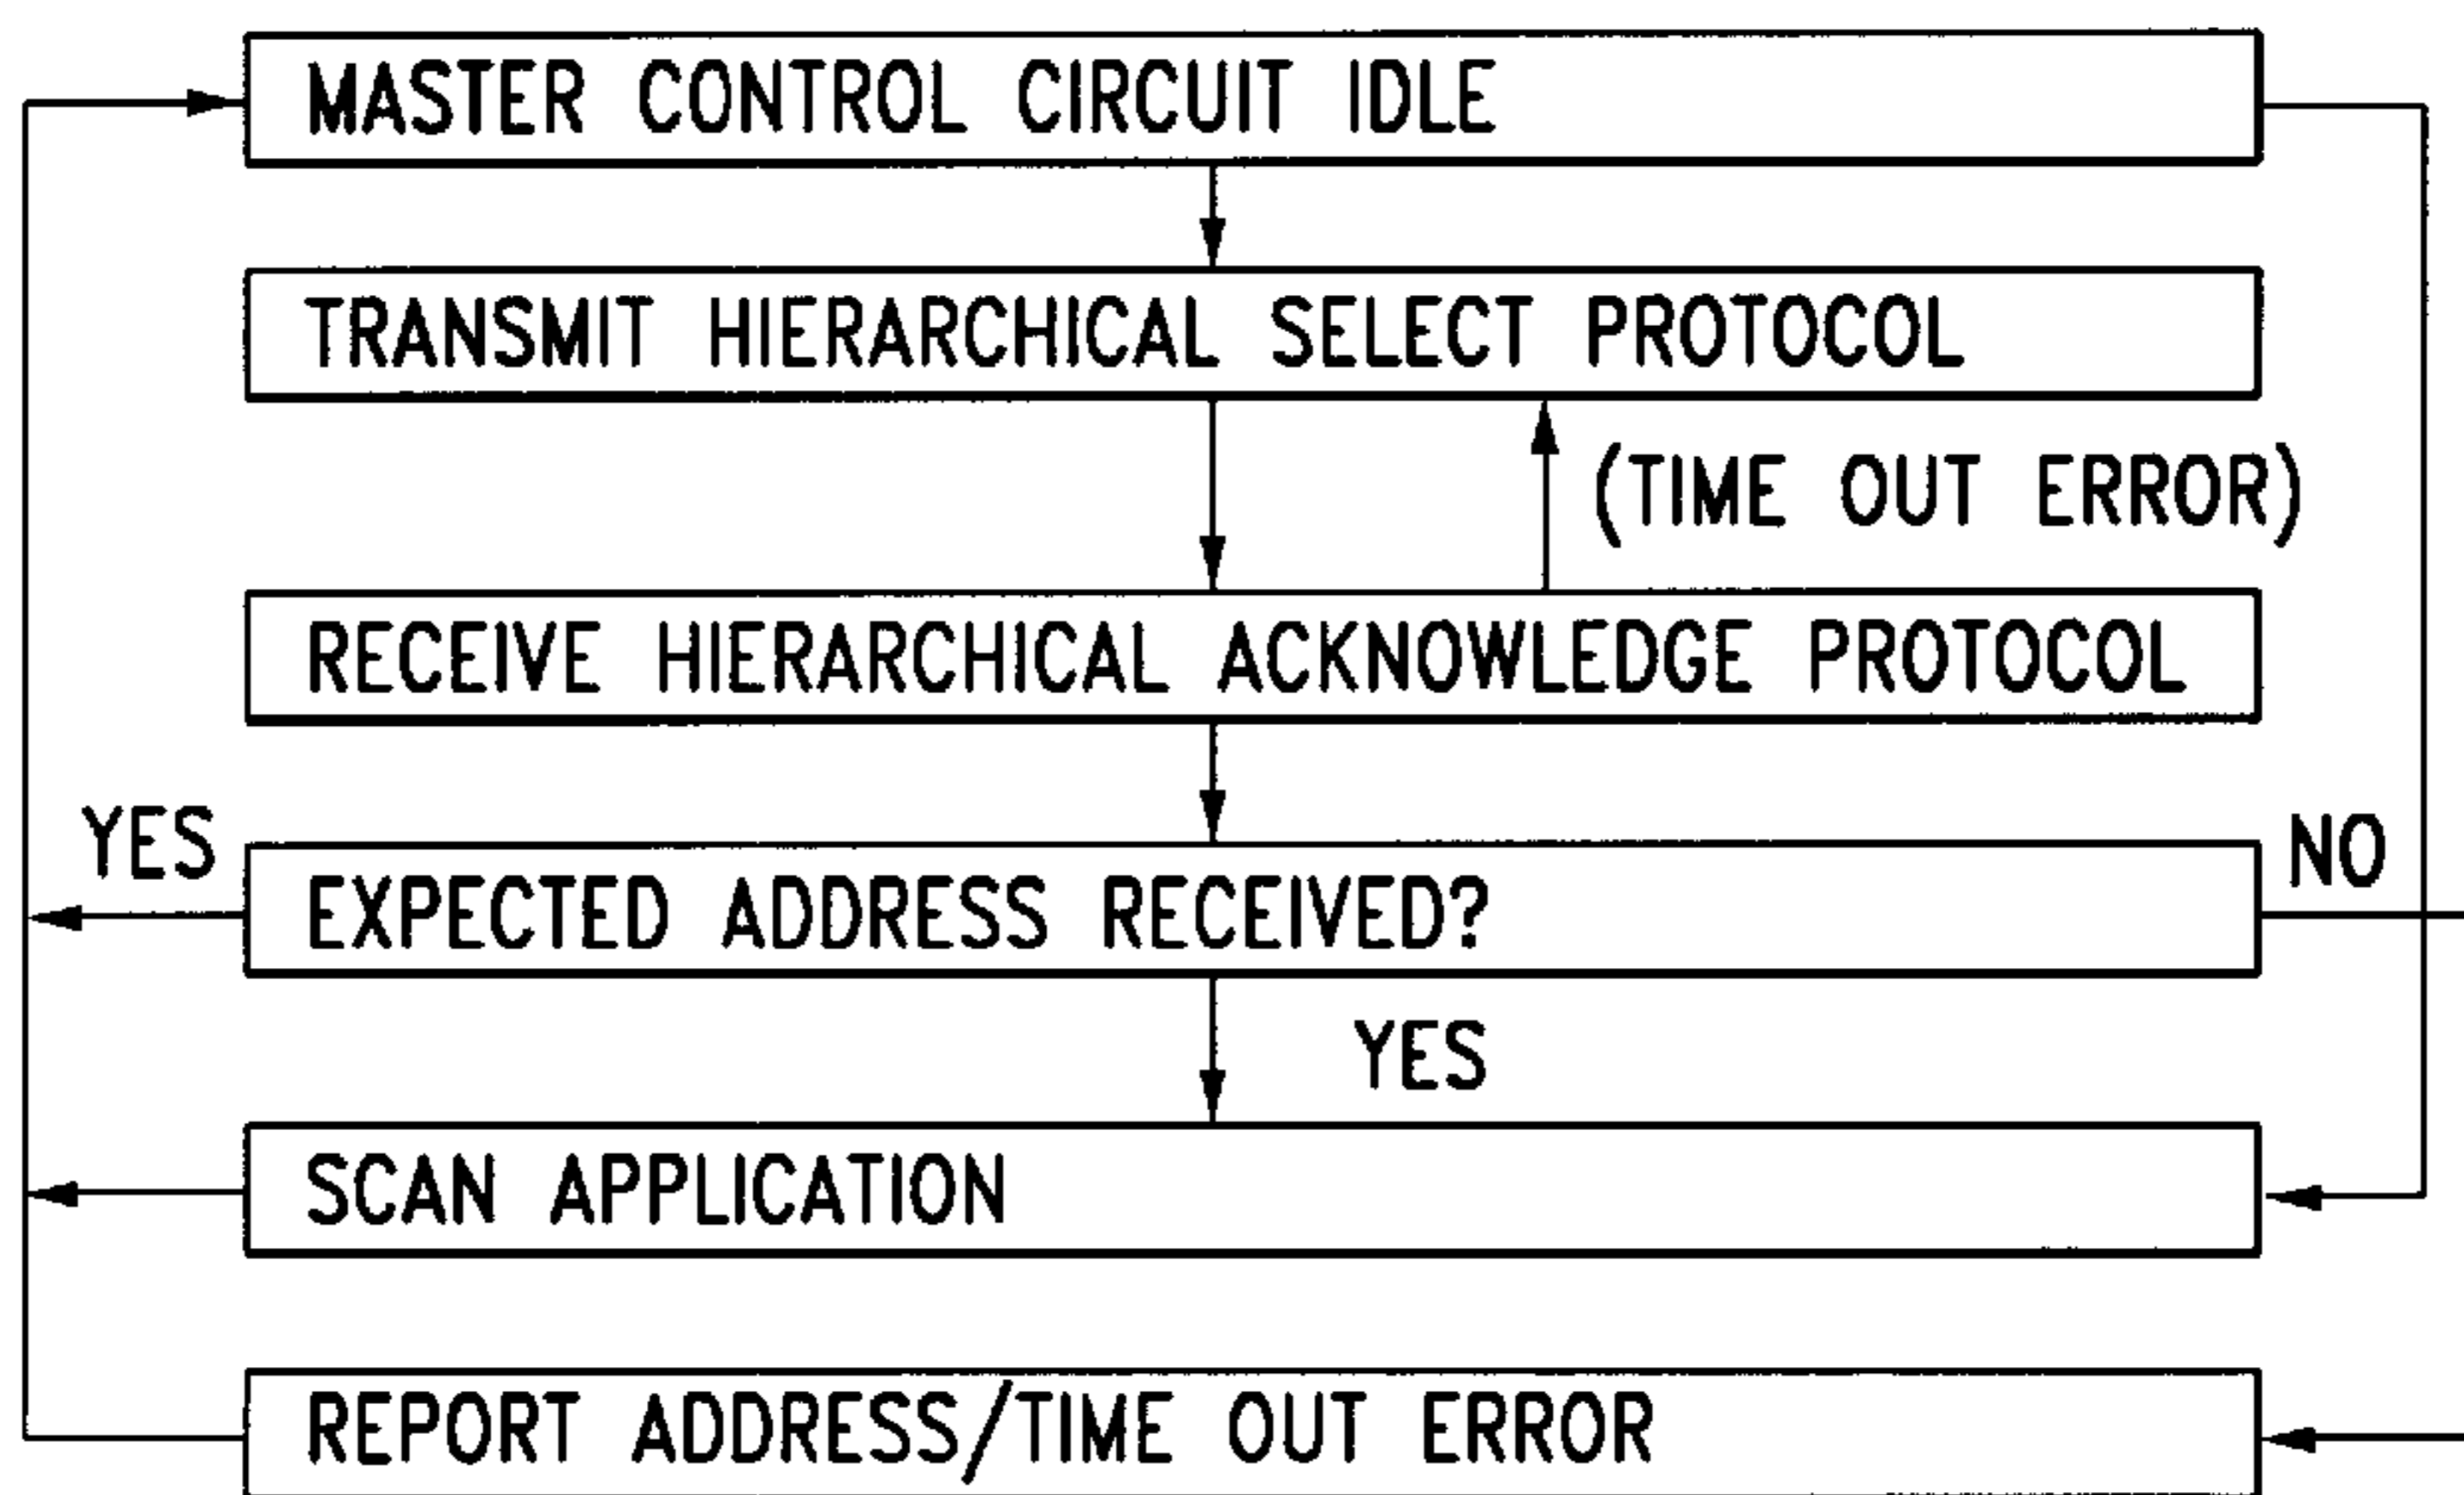 MASTER CONTROL CIRCUIT IDLE
TRANSMIT HIERARCHICAL SELECT PROTOCOL
(TIME OUT ERROR)
RECEIVE HIERARCHICAL ACKNOWLEDGE PROTOCOL
YES
NO
EXPECTED ADDRESS RECEIVED?
YES
SCAN APPLICATION
REPORT ADDRESS/TIME OUT ERROR